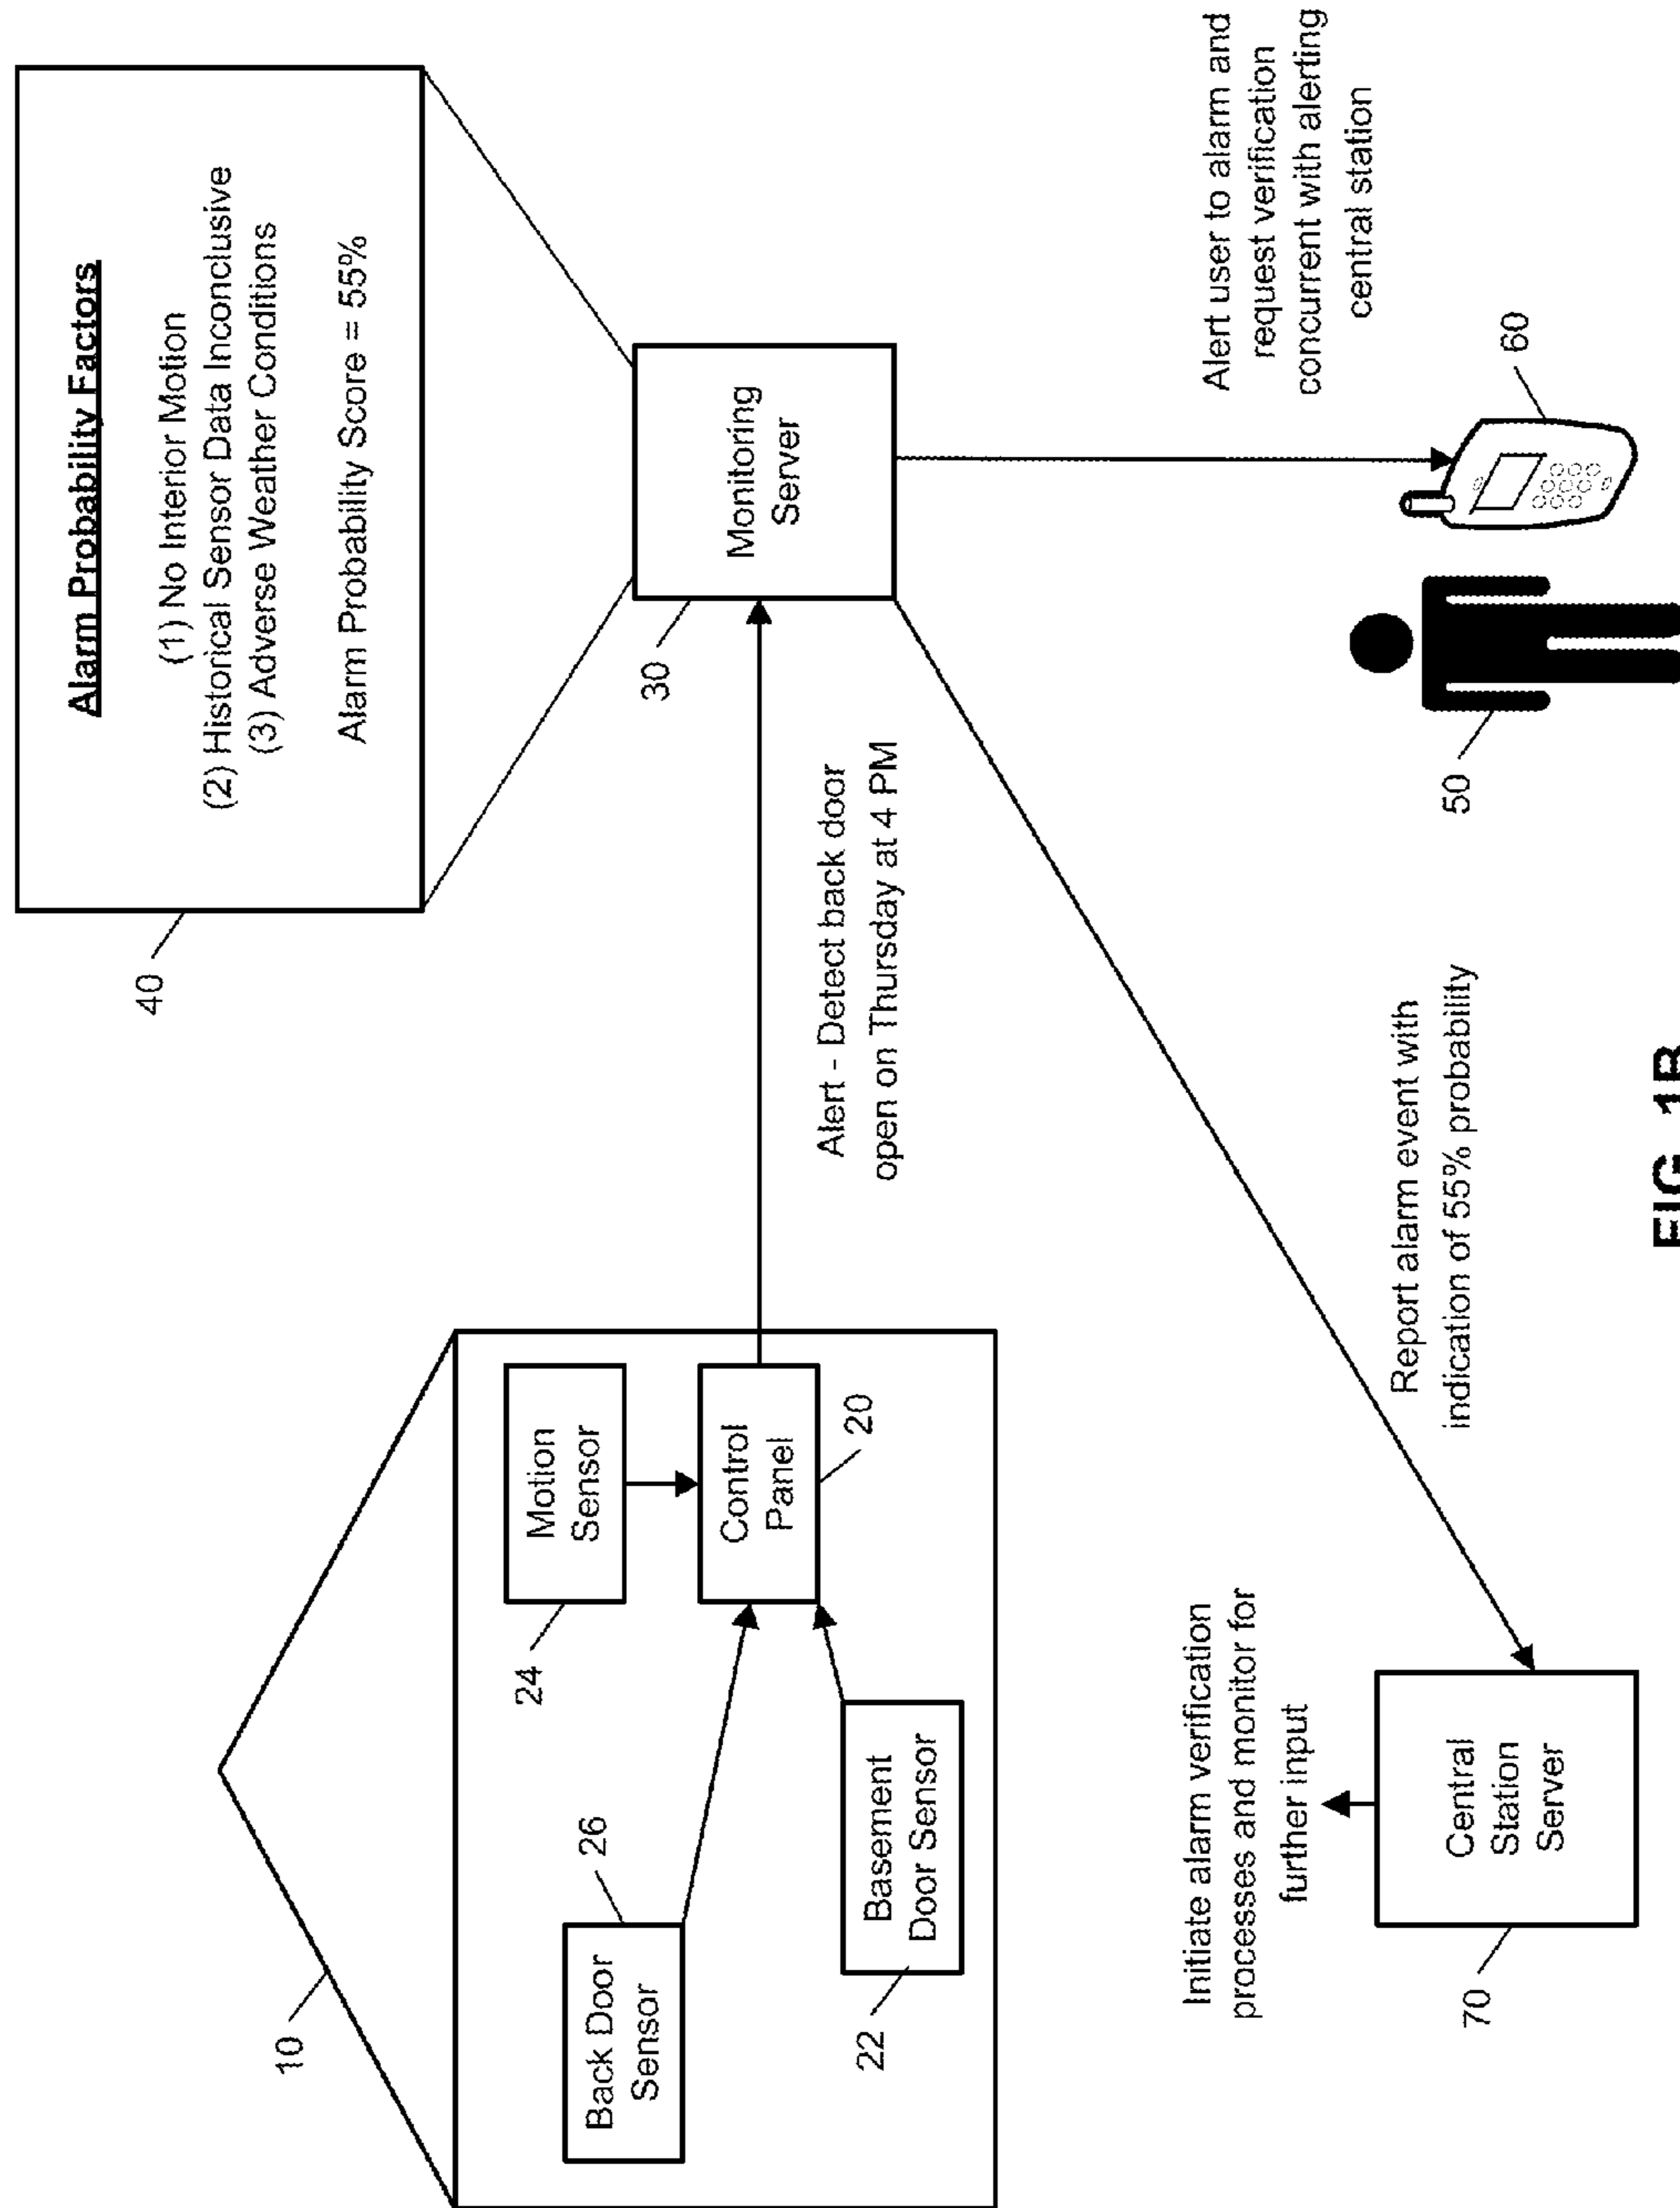 10
Back Door
Sensor
26
Motion
Sensor
24
Control
Panel
20
Basement
Door Sensor
22
Alert - Detect back door
open on Thursday at 4 PM
40
Alarm Probability Factors
(1) No Interior Motion
(2) Historical Sensor Data Inconclusive
(3) Adverse Weather Conditions
Alarm Probability Score = 55%
30
Monitoring
Server
Initiate alarm verification
processes and monitor for
further input
Central
Station
Server
70
Report alarm event with
indication of 55% probability
50
60
Alert user to alarm and
request verification
concurrent with alerting
central station
FIG. 1B